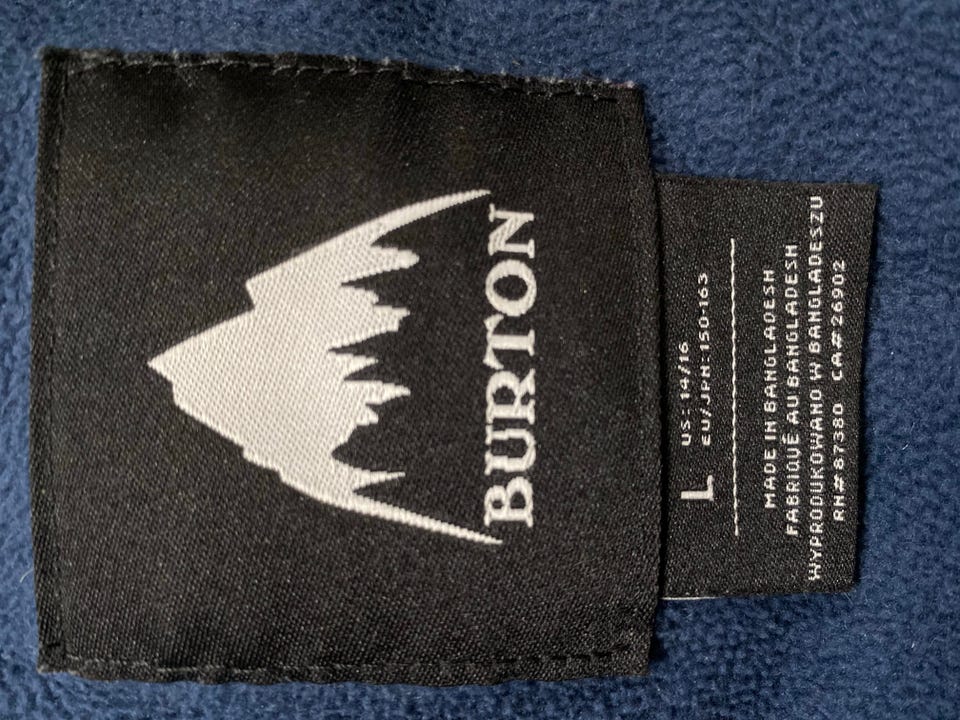 BURTON
L
US: 14/16
EU/JPN: 150-163
MADE IN BANGLADESH
FABRIQUÉ AU BANGLADESH
WYPRODUKOWANO W BANGLADESZU
RN#87380 CA#26902